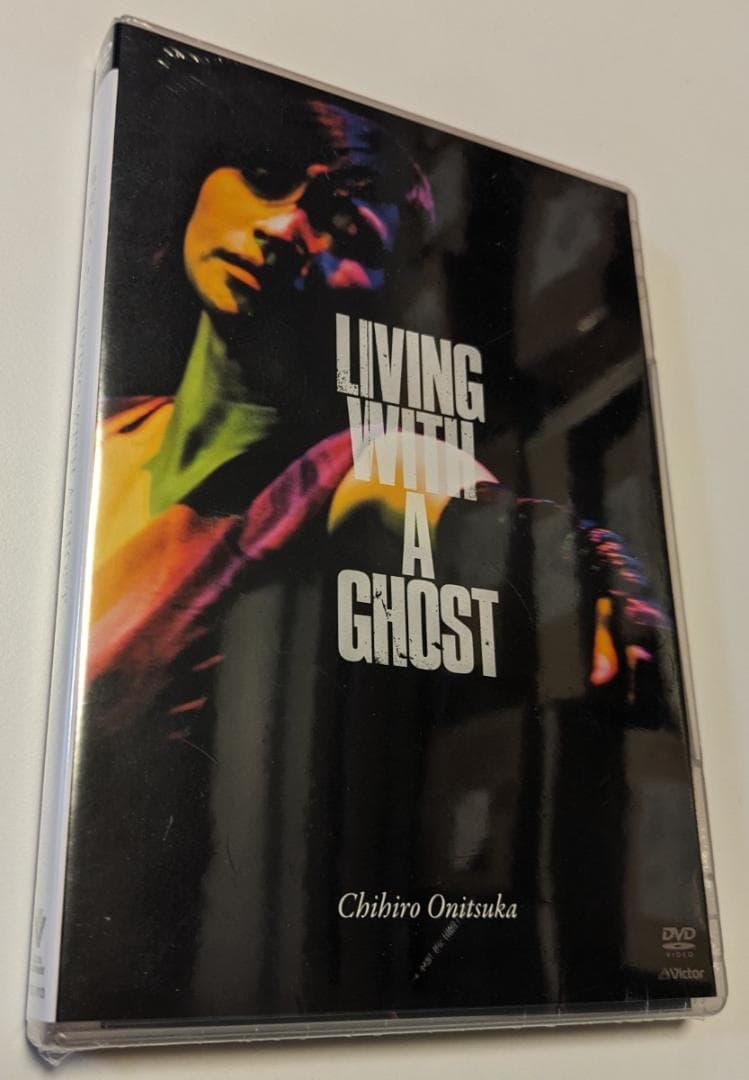 LIVING
WITH
A
GHOST
Chihiro Onitsuka
DVD
VIDEO
Victor